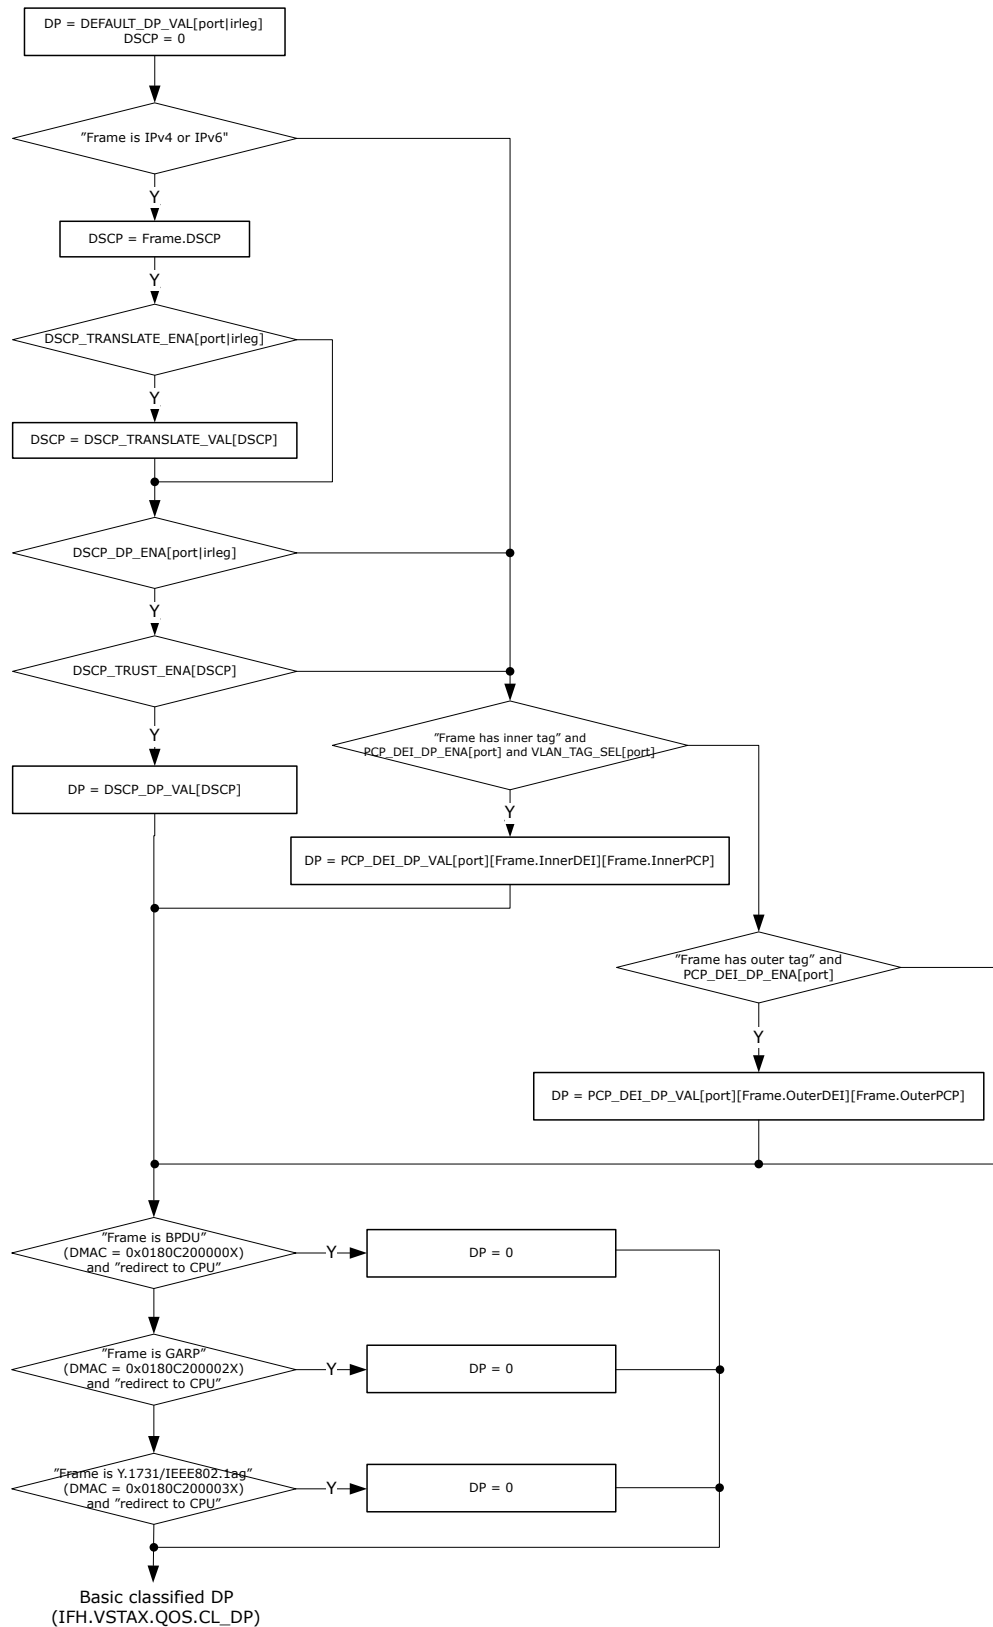 DP = DEFAULT_DP_VAL[port|irleg]
DSCP = 0
”Frame is IPv4 or IPv6"
Y
DSCP = Frame.DSCP
Y
DSCP_TRANSLATE_ENA[port|irleg]
Y
DSCP = DSCP_TRANSLATE_VAL[DSCP]
DSCP_DP_ENA[port|irleg]
Y
DSCP_TRUST_ENA[DSCP]
Y
”Frame has inner tag” and
PCP_DEI_DP_ENA[port] and VLAN_TAG_SEL[port]
DP = DSCP_DP_VAL[DSCP]
Y
DP = PCP_DEI_DP_VAL[port][Frame.InnerDEI][Frame.InnerPCP]
”Frame has outer tag” and
PCP_DEI_DP_ENA[port]
Y
DP = PCP_DEI_DP_VAL[port][Frame.OuterDEI][Frame.OuterPCP]
”Frame is BPDU”
(DMAC = 0x0180C200000X)
and ”redirect to CPU”
Y
DP = 0
”Frame is GARP”
(DMAC = 0x0180C200002X)
and ”redirect to CPU”
Y
DP = 0
”Frame is Y.1731/IEEE802.1ag”
(DMAC = 0x0180C200003X)
and ”redirect to CPU”
Y
DP = 0
Basic classified DP
(IFH.VSTAX.QOS.CL_DP)